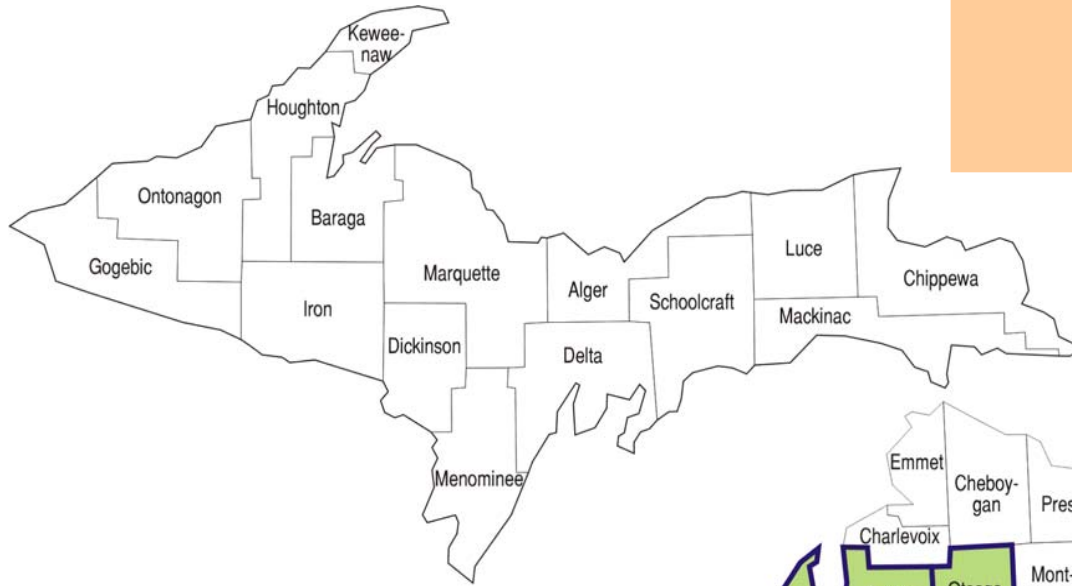 Kewee-
naw
Houghton
Ontonagon
Baraga
Gogebic
Iron
Marquette
Dickinson
Menominee
Alger
Delta
Schoolcraft
Luce
Mackinac
Chippewa
Emmet
Cheboy-
gan
Pres
Charlevoix
Mont-